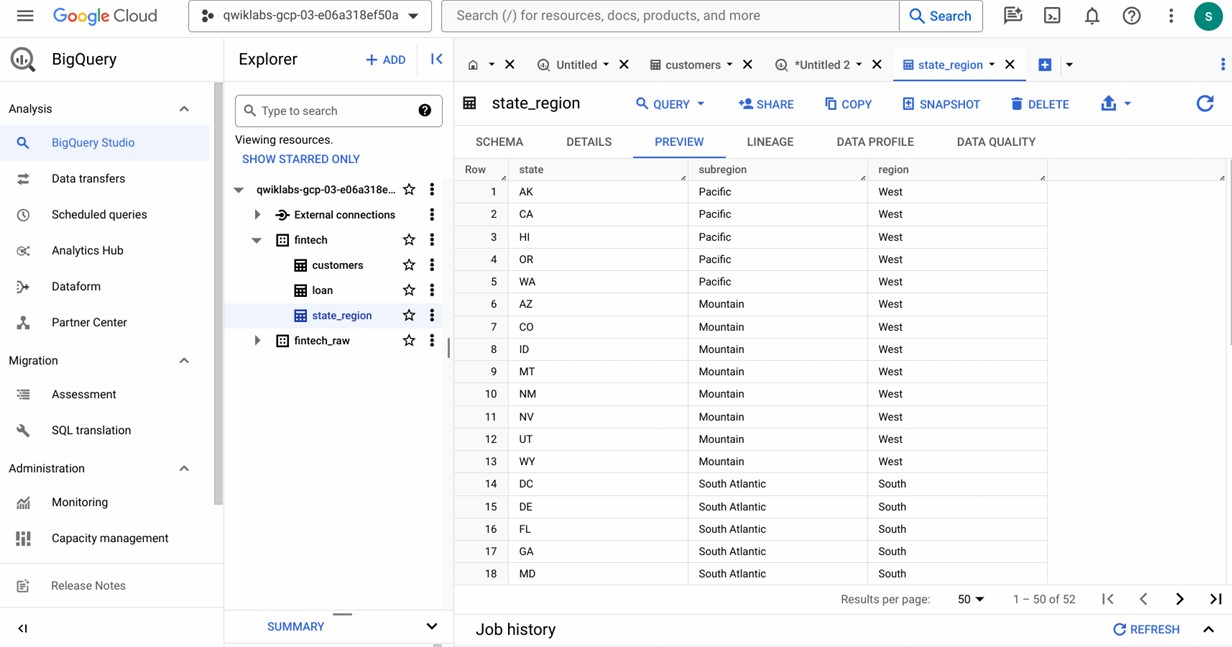 Google Cloud
qwiklabs-gcp-03-e06a318ef50a
Search (/) for resources, docs, products, and more
Search
S
BigQuery
Analysis
BigQuery Studio
Data transfers
Scheduled queries
Analytics Hub
Dataform
Partner Center
Migration
Assessment
SQL translation
Administration
Monitoring
Capacity management
Release Notes
Explorer
+ ADD
Type to search
Viewing resources.
SHOW STARRED ONLY
qwiklabs-gcp-03-e06a318e...
External connections
fintech
customers
loan
state_region
fintech_raw
SUMMARY
Untitled
customers
*Untitled 2
state_region
state_region
QUERY
SHARE
COPY
SNAPSHOT
DELETE
SCHEMA DETAILS PREVIEW LINEAGE DATA PROFILE DATA QUALITY
Row state subregion region
1 AK Pacific West
2 CA Pacific West
3 HI Pacific West
4 OR Pacific West
5 WA Pacific West
6 AZ Mountain West
7 CO Mountain West
8 ID Mountain West
9 MT Mountain West
10 NM Mountain West
11 NV Mountain West
12 UT Mountain West
13 WY Mountain West
14 DC South Atlantic South
15 DE South Atlantic South
16 FL South Atlantic South
17 GA South Atlantic South
18 MD South Atlantic South
Results per page: 50 1 – 50 of 52
Job history
REFRESH